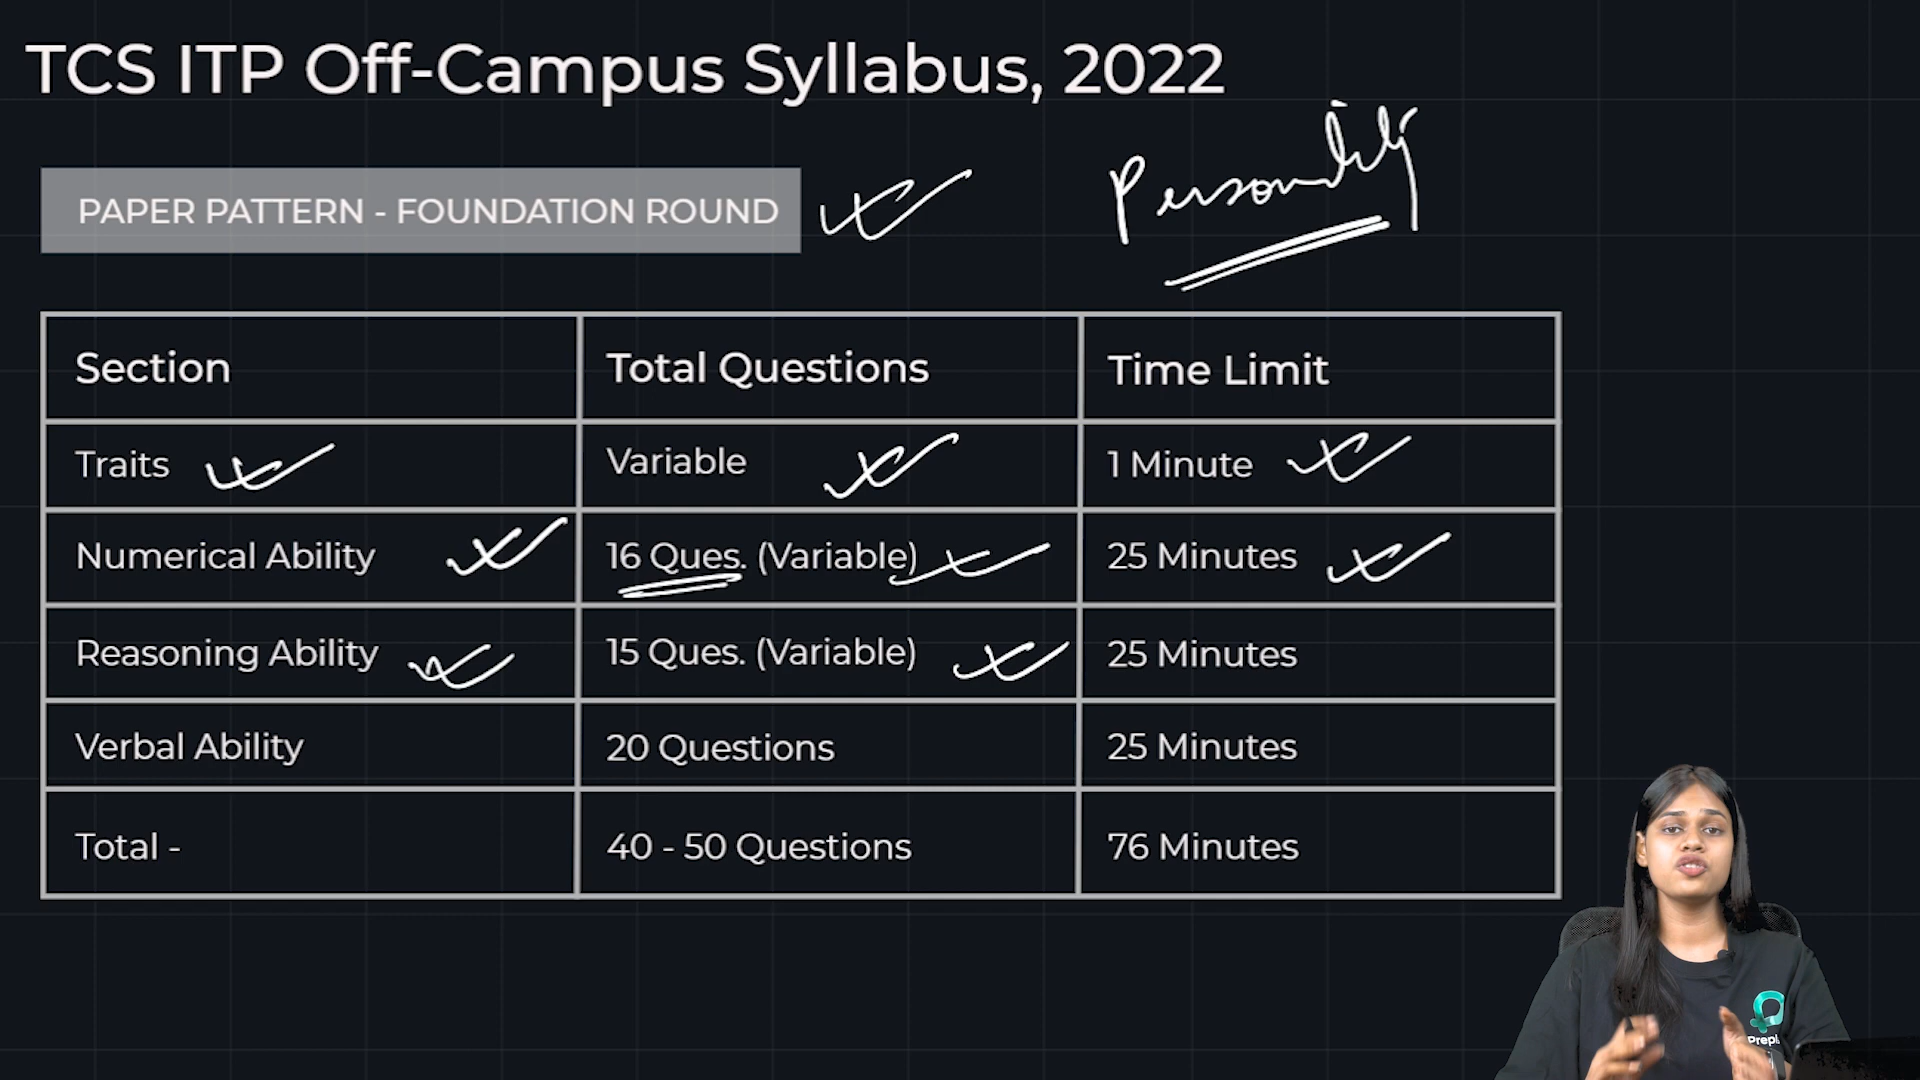 TCS ITP Off-Campus Syllabus, 2022
PAPER PATTERN - FOUNDATION ROUND
Personality
Section Total Questions Time Limit
Traits Variable 1 Minute
Numerical Ability 16 Ques. (Variable) 25 Minutes
Reasoning Ability 15 Ques. (Variable) 25 Minutes
Verbal Ability 20 Questions 25 Minutes
Total - 40 - 50 Questions 76 Minutes